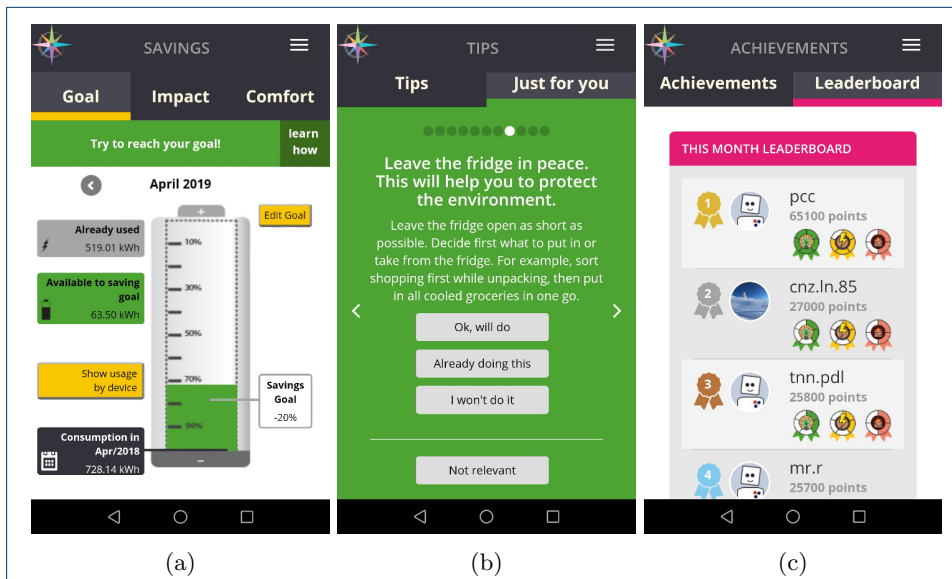 SAVINGS
Goal Impact Comfort
Try to reach your goal!
learn
how
April 2019
Already used
519.01 kWh
Available to saving
goal
63.50 kWh
Show usage
by device
Consumption in
Apr/2018
728.14 kWh
+
10%
30%
50%
70%
90%
-
Edit Goal
Savings
Goal
-20%
(a)
TIPS
Tips Just for you
Leave the fridge in peace.
This will help you to protect
the environment.
Leave the fridge open as short as
possible. Decide first what to put in or
take from the fridge. For example, sort
shopping first while unpacking, then put
in all cooled groceries in one go.
Ok, will do
Already doing this
I won't do it
Not relevant
(b)
ACHIEVEMENTS
Achievements Leaderboard
THIS MONTH LEADERBOARD
1
pcc
65100 points
2
cnz.ln.85
27000 points
3
tnn.pdl
25800 points
4
mr.r
25700 points
(c)